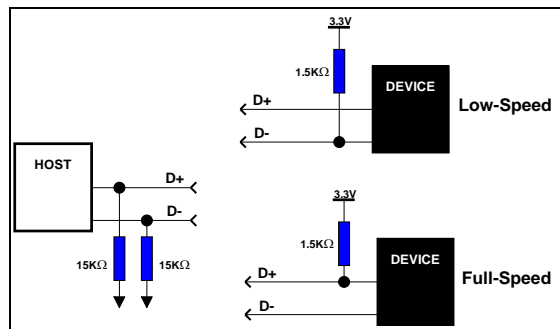 3.3V
1.5KΩ
DEVICE
D+
Low-Speed
D-
HOST
D+
D-
15KΩ 15KΩ
3.3V
1.5KΩ
DEVICE
D+
Full-Speed
D-